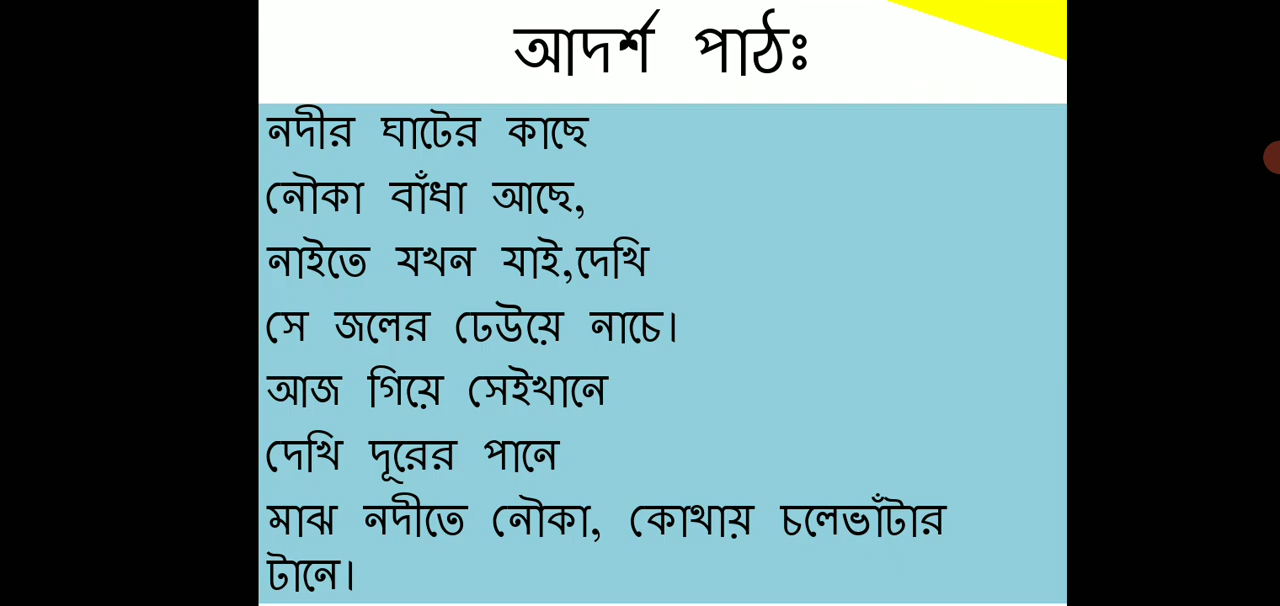 আদর্শ পাঠঃ
নদীর ঘাটের কাছে
নৌকা বাঁধা আছে,
নাইতে যখন যাই,দেখি
সে জলের ঢেউয়ে নাচে।
আজ গিয়ে সেইখানে
দেখি দূরের পানে
মাঝ নদীতে নৌকা, কোথায় চলেভাঁটার
টানে।